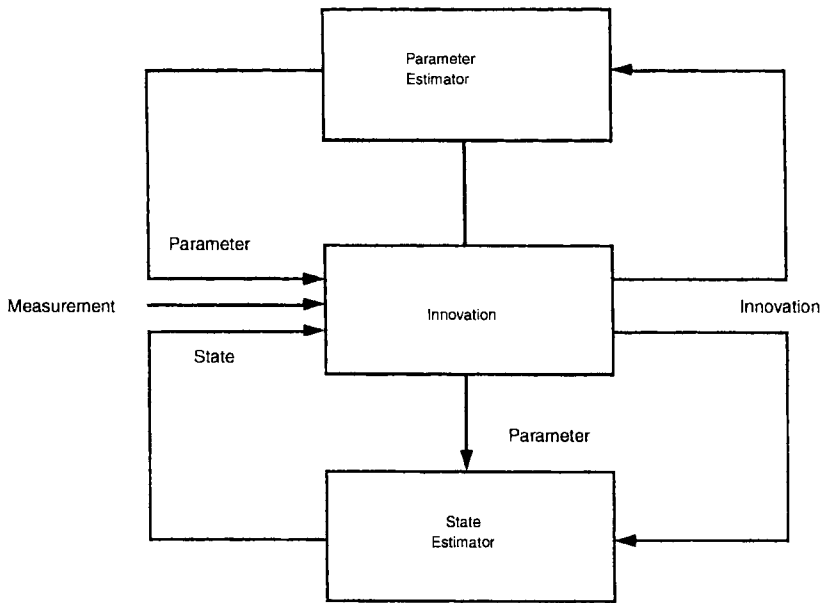 Parameter
Estimator
Parameter
Measurement
Innovation
Innovation
State
Parameter
State
Estimator